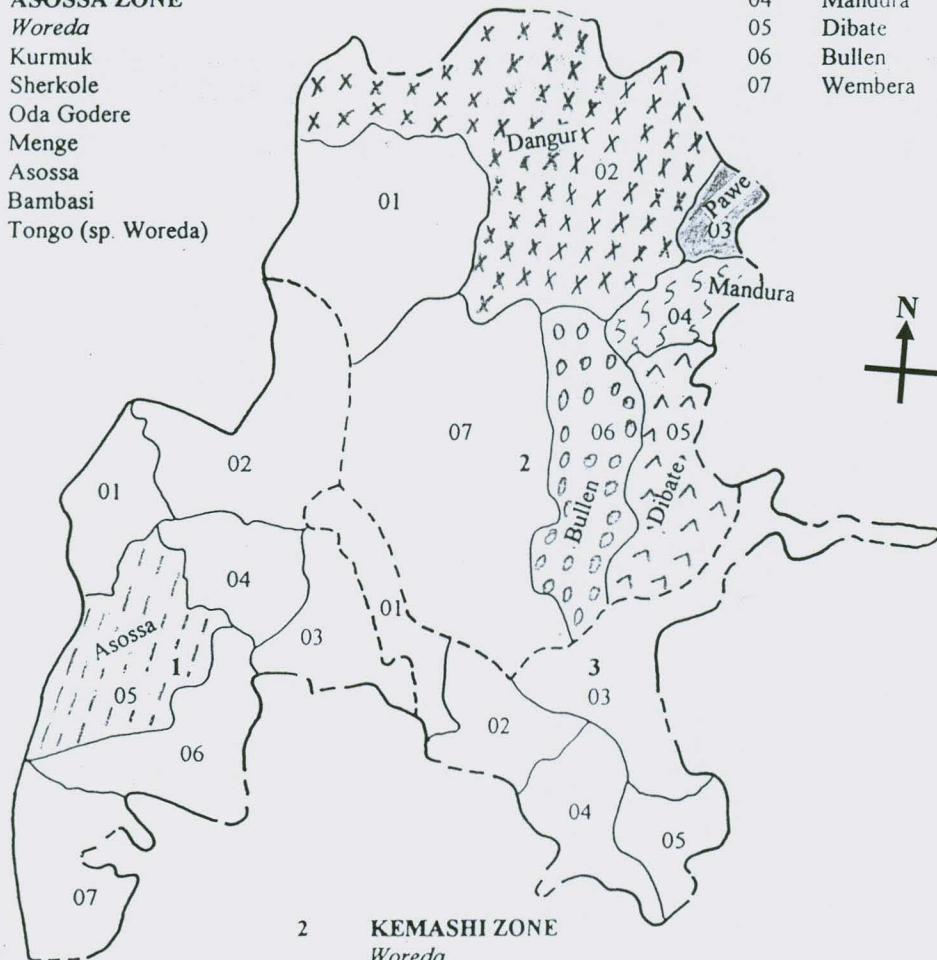 ASOSSA ZONE
Woreda
Kurmuk
Sherkole
Oda Godere
Menge
Asossa
Bambasi
Tongo (sp. Woreda)
04 Mandura
05 Dibate
06 Bullen
07 Wembera
Dangur
02
01
Pawe
03
Mandura
04
N
07
2
06
05
Bullen
Dibate
02
01
04
03
01
Asossa
1
05
06
07
3
03
02
04
05
2 KEMASHI ZONE
Woreda